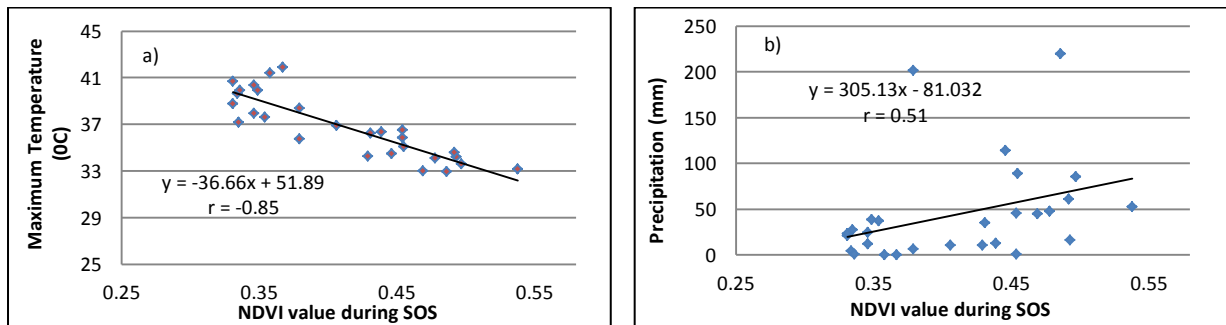 45
41
37
33
29
25
0.25
0.35
0.45
0.55
Maximum Temperature
(0C)
NDVI value during SOS
a)
y = -36.66x + 51.89
r = -0.85
250
200
150
100
50
0
0.25
0.35
0.45
0.55
Precipitation (mm)
NDVI value during SOS
b)
y = 305.13x - 81.032
r = 0.51